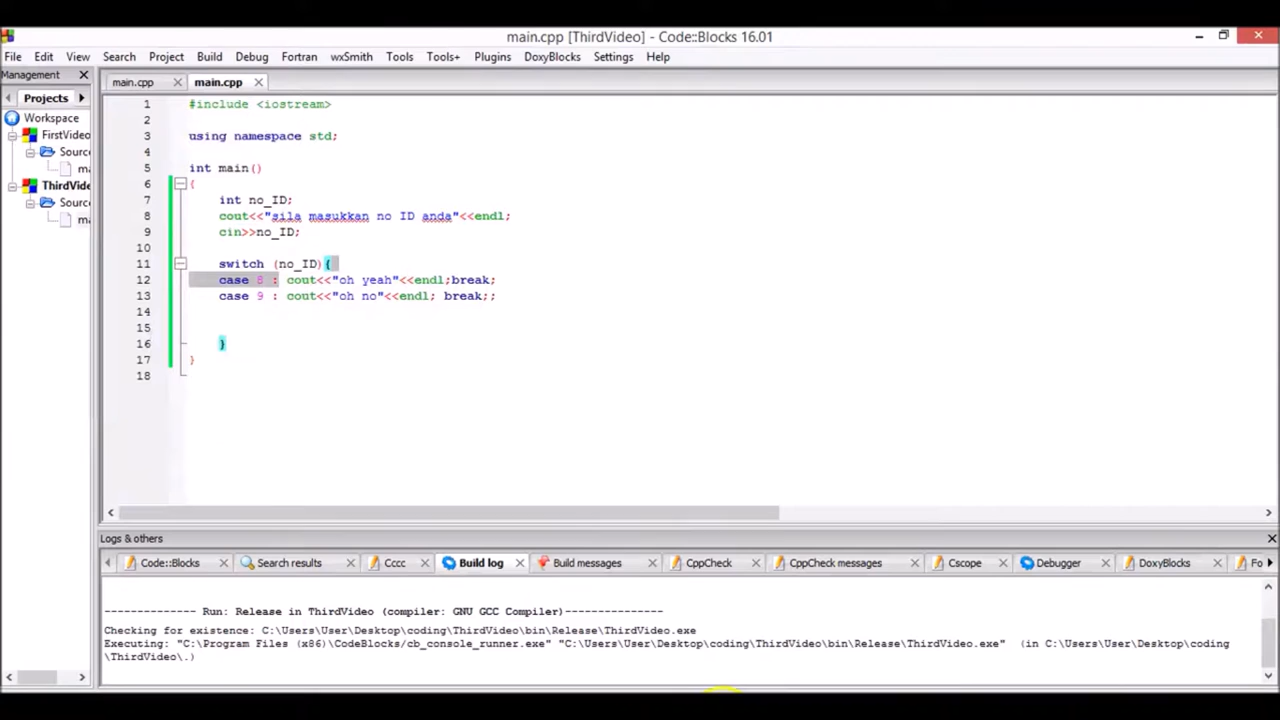 main.cpp [ThirdVideo] - Code::Blocks 16.01
File Edit View Search Project Build Debug Fortran wxSmith Tools Tools+ Plugins DoxyBlocks Settings Help
Management
main.cpp main.cpp
Projects
Workspace
FirstVideo
Sourc
ma
ThirdVide
Sourc
ma
1 #include <iostream>
2
3 using namespace std;
4
5 int main()
6 {
7 int no_ID;
8 cout<<"sila masukkan no ID anda"<<endl;
9 cin>>no_ID;
10
11 switch (no_ID){
12 case 8 : cout<<"oh yeah"<<endl;break;
13 case 9 : cout<<"oh no"<<endl; break;;
14
15
16 }
17 }
18
Logs & others
Code::Blocks Search results Cccc Build log Build messages CppCheck CppCheck messages Cscope Debugger DoxyBlocks Fo
-------------- Run: Release in ThirdVideo (compiler: GNU GCC Compiler)---------------
Checking for existence: C:\Users\User\Desktop\coding\ThirdVideo\bin\Release\ThirdVideo.exe
Executing: "C:\Program Files (x86)\CodeBlocks/cb_console_runner.exe" "C:\Users\User\Desktop\coding\ThirdVideo\bin\Release\ThirdVideo.exe" (in C:\Users\User\Desktop\coding
\ThirdVideo\.)